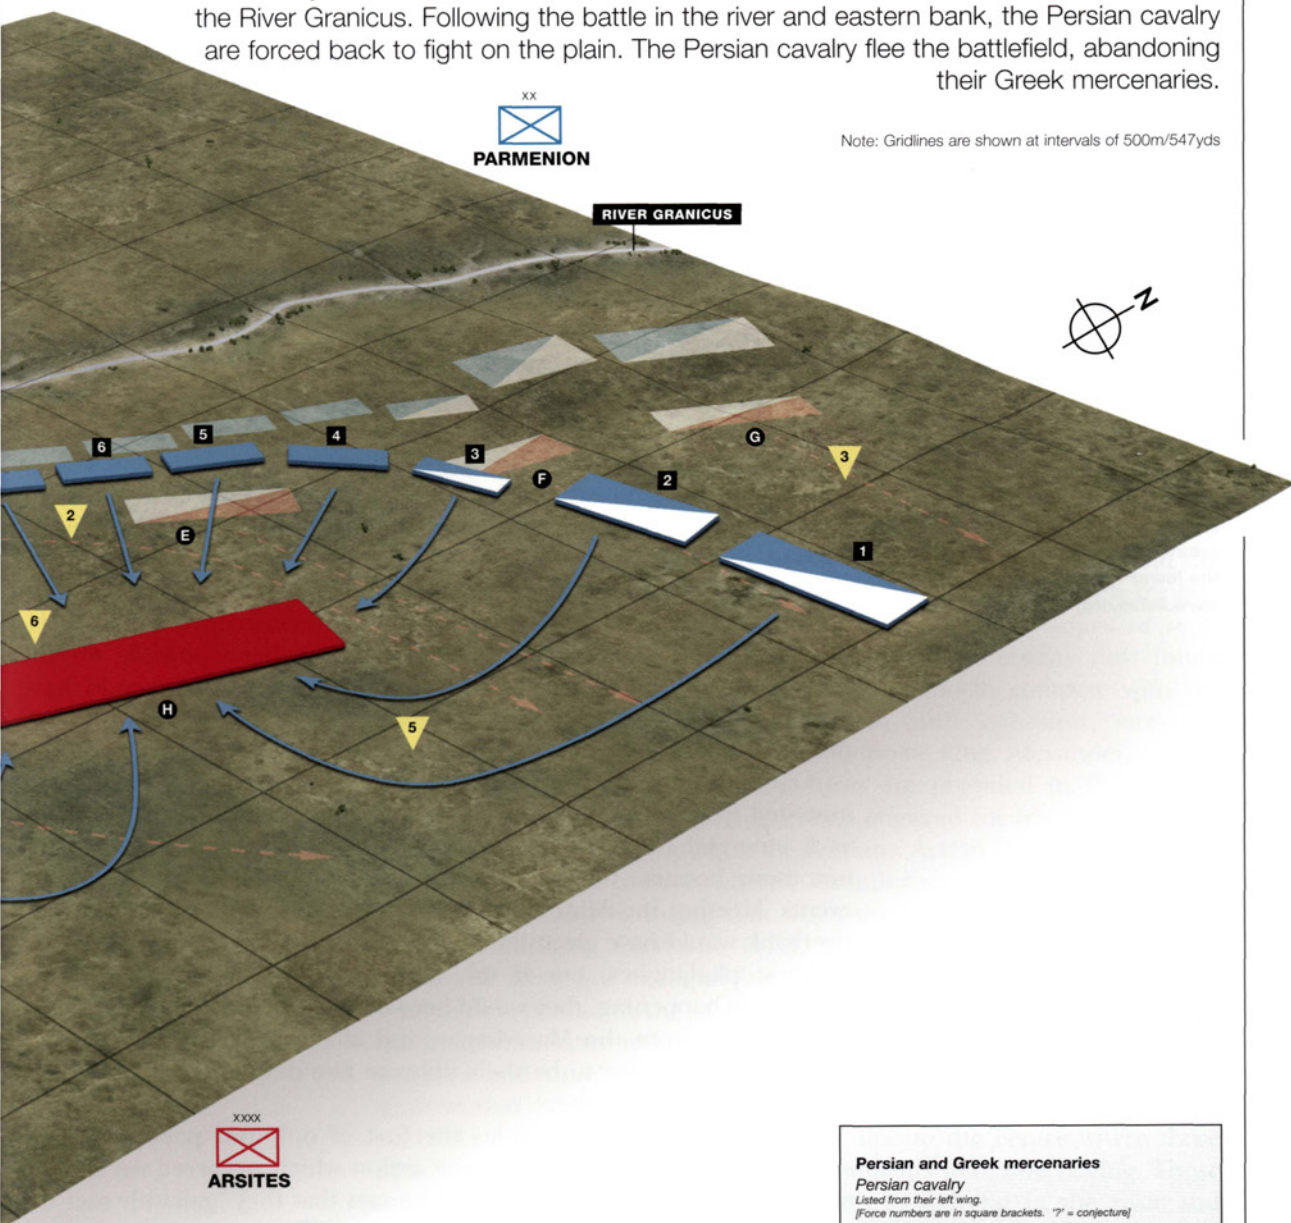 the River Granicus. Following the battle in the river and eastern bank, the Persian cavalry
are forced back to fight on the plain. The Persian cavalry flee the battlefield, abandoning
their Greek mercenaries.
XX
PARMENION
Note: Gridlines are shown at intervals of 500m/547yds
RIVER GRANICUS
N
6
5
4
3
2
1
G
3
F
2
E
6
H
5
XXXX
ARSITES
Persian and Greek mercenaries
Persian cavalry
Listed from their left wing.
[Force numbers are in square brackets. '?' = conjecture]